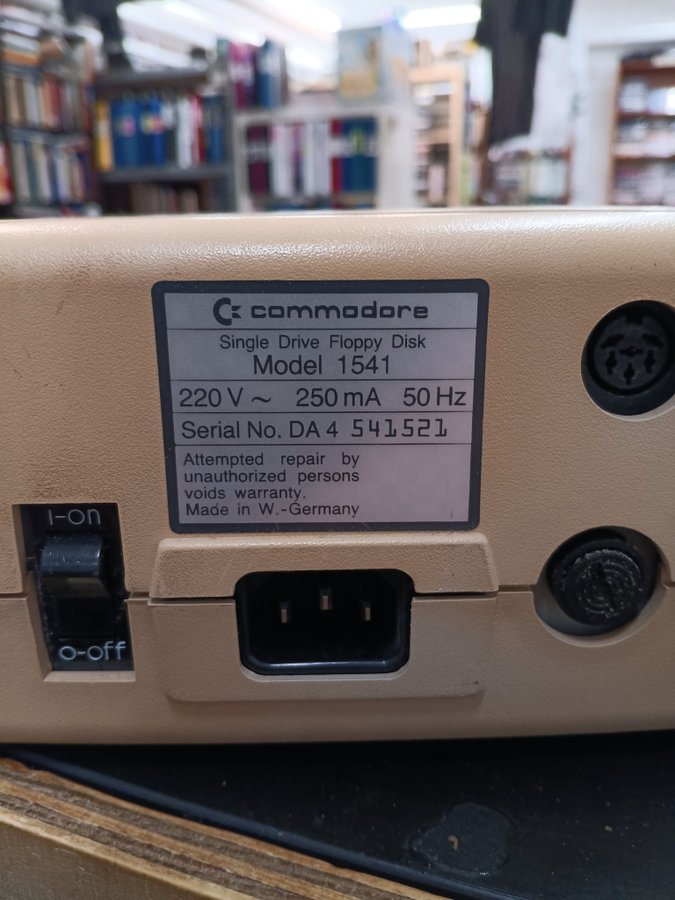 commodore
Single Drive Floppy Disk
Model 1541
220 V ~ 250 mA 50 Hz
Serial No. DA 4 541521
Attempted repair by
unauthorized persons
voids warranty.
Made in W.-Germany
I-on
o-off